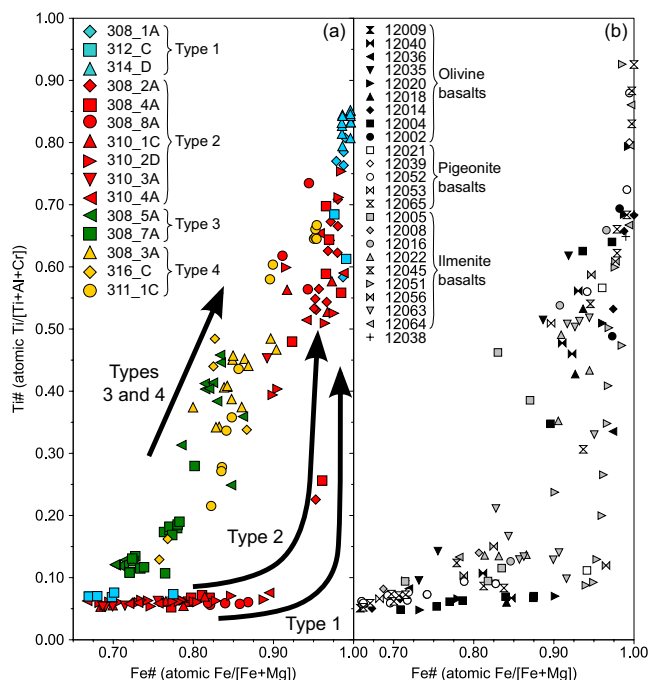 (a)
308_1A
312_C
314_D
Type 1
308_2A
308_4A
308_8A
310_1C
310_2D
310_3A
310_4A
Type 2
308_5A
308_7A
Type 3
308_3A
316_C
311_1C
Type 4
Types
3 and 4
Type 2
Type 1
1.00
0.90
0.80
0.70
0.60
0.50
0.40
0.30
0.20
0.10
0.00
Ti# (atomic Ti/[Ti+Al+Cr])
0.70 0.80 0.90 1.00
Fe# (atomic Fe/[Fe+Mg])
(b)
12009
12040
12036
12035
12020
12018
12014
12004
12002
Olivine
basalts
12021
12039
12052
12053
12065
Pigeonite
basalts
12005
12008
12016
12022
12045
12051
12056
12063
12064
Ilmenite
basalts
12038
0.70 0.80 0.90 1.00
Fe# (atomic Fe/[Fe+Mg])